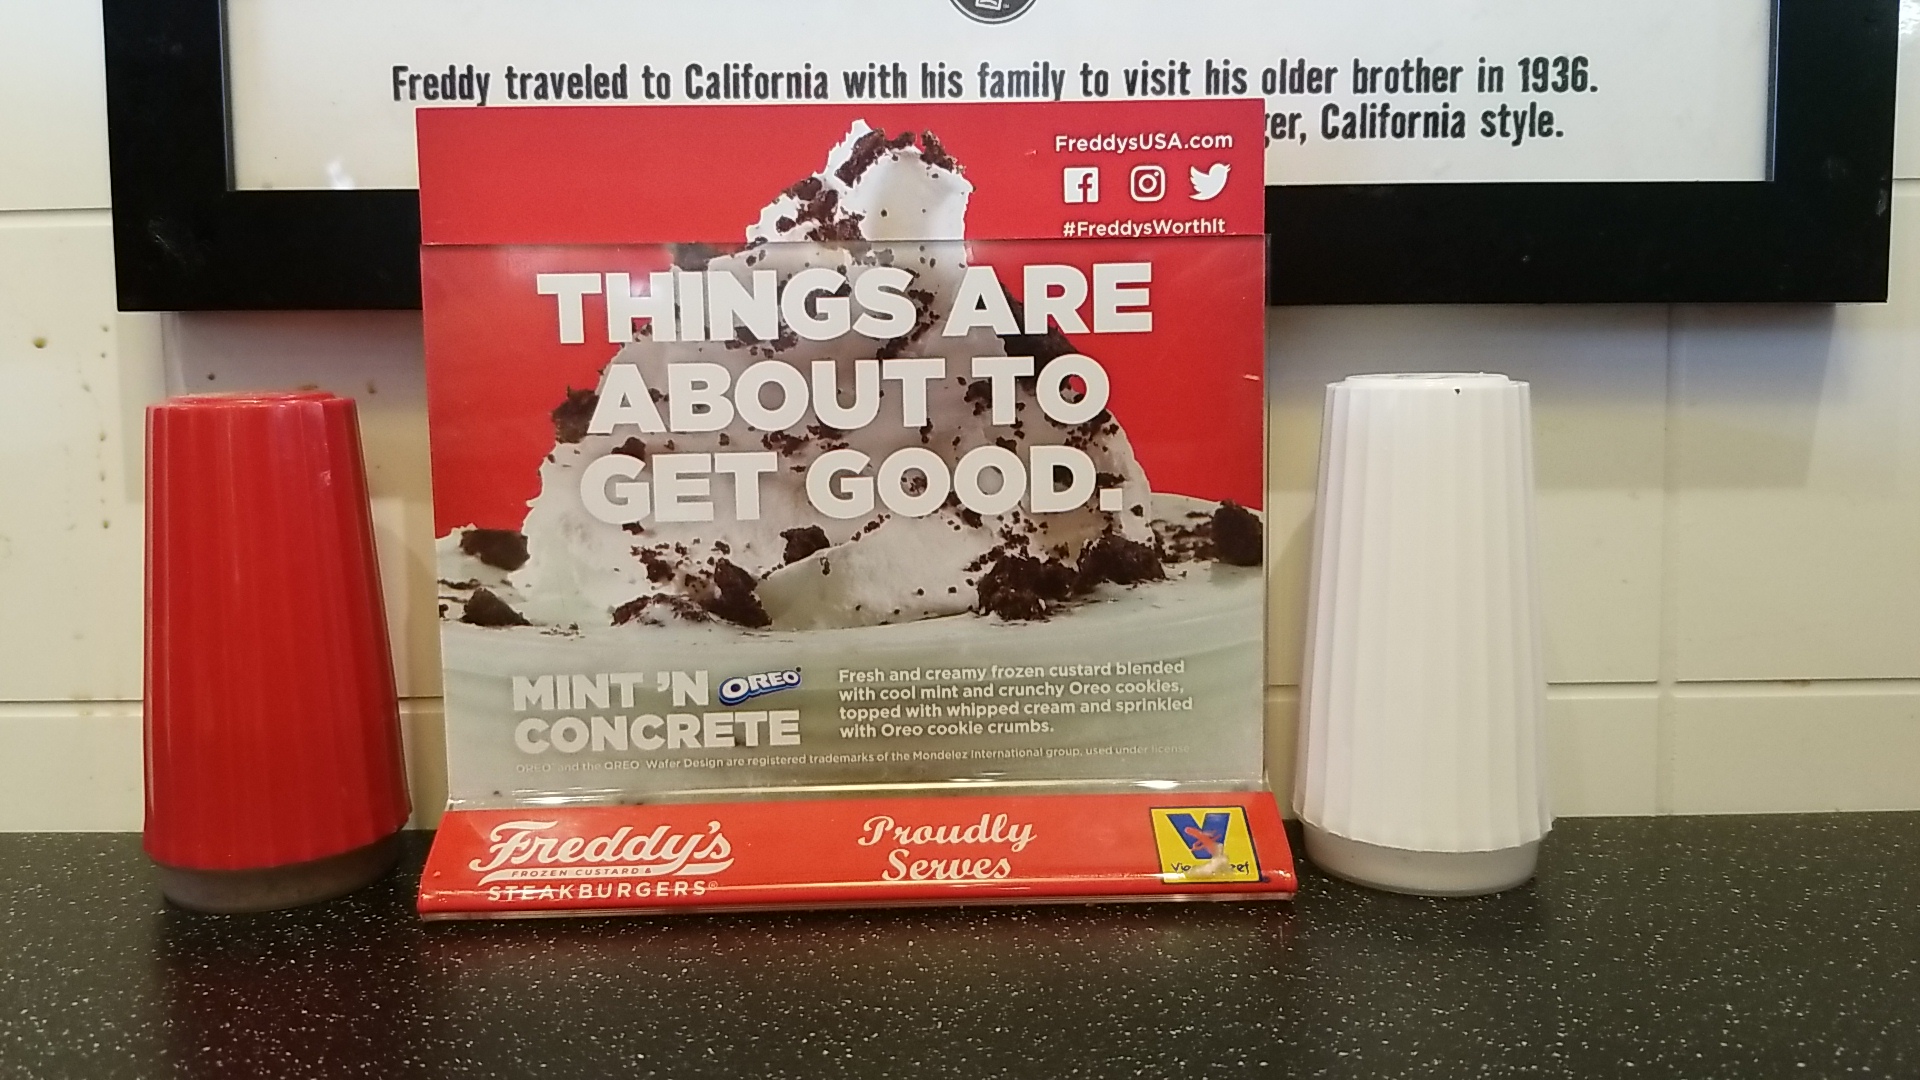 Freddy traveled to California with his family to visit his older brother in 1936.
California style.
FreddysUSA.com
#FreddysWorthIt
THINGS ARE
ABOUT TO
GET GOOD.
MINT 'N OREO
CONCRETE
Fresh and creamy frozen custard blended
with cool mint and crunchy Oreo cookies,
topped with whipped cream and sprinkled
with Oreo cookie crumbs.
OREO and the OREO Wafer Design are registered trademarks of the Mondelez International group, used under license
Freddy's
FROZEN CUSTARD &
STEAKBURGERS®
Proudly
Serves
V